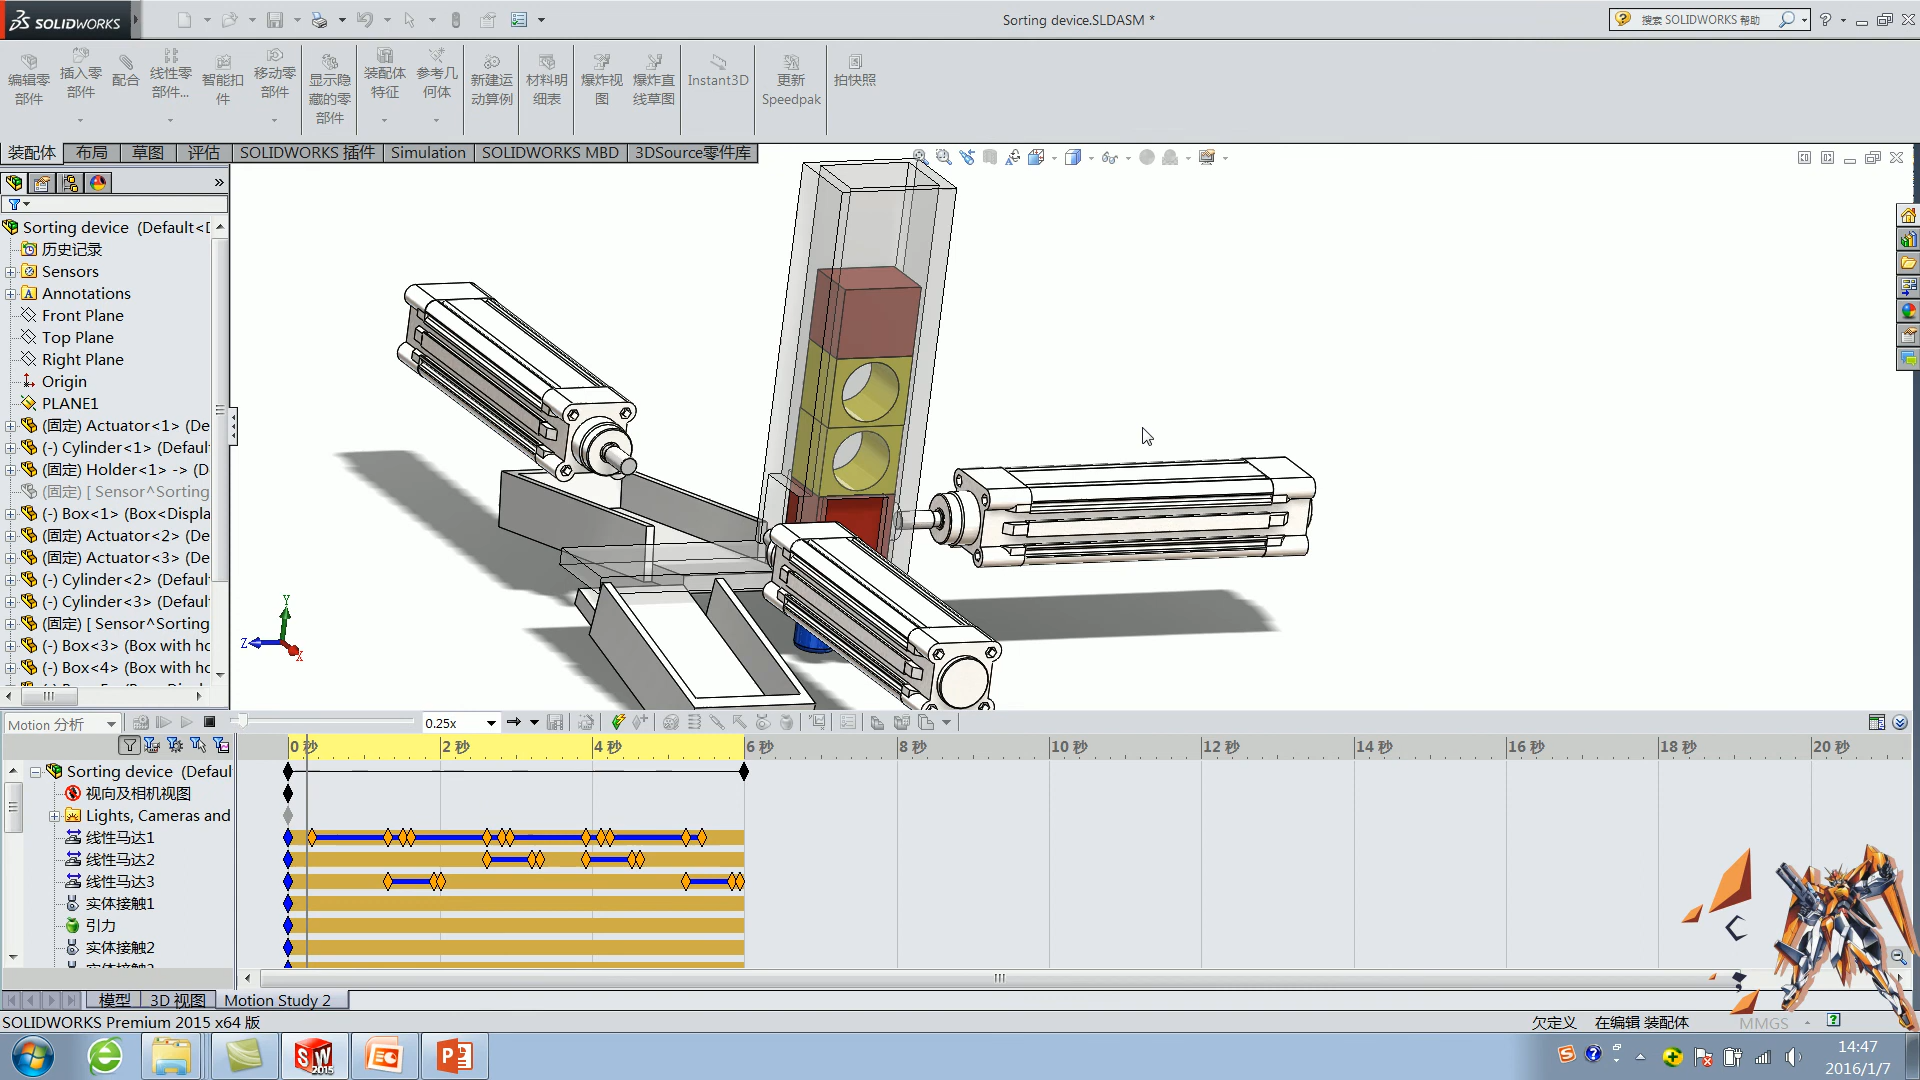 SOLIDWORKS
Sorting device.SLDASM *
搜索 SOLIDWORKS 帮助
编辑零部件
插入零部件
配合
线性零部件...
智能扣件
移动零部件
显示隐藏的零部件
装配体特征
参考几何体
新建运动算例
材料明细表
爆炸视图
爆炸直线草图
Instant3D
更新 Speedpak
拍快照
装配体 布局 草图 评估 SOLIDWORKS 插件 Simulation SOLIDWORKS MBD 3DSource零件库
Sorting device (Default<D
历史记录
Sensors
Annotations
Front Plane
Top Plane
Right Plane
Origin
PLANE1
(固定) Actuator<1> (De
(-) Cylinder<1> (Default
(固定) Holder<1> -> (D
(固定) [ Sensor^Sorting
(-) Box<1> (Box<Displa
(固定) Actuator<2> (De
(固定) Actuator<3> (De
(-) Cylinder<2> (Default
(-) Cylinder<3> (Default
(固定) [ Sensor^Sorting
(-) Box<3> (Box with ho
(-) Box<4> (Box with ho
Y
Z
X
Motion 分析
0.25x
0 秒 2 秒 4 秒 6 秒 8 秒 10 秒 12 秒 14 秒 16 秒 18 秒 20 秒
Sorting device (Defaul
视向及相机视图
Lights, Cameras and
线性马达1
线性马达2
线性马达3
实体接触1
引力
实体接触2
模型 3D 视图 Motion Study 2
SOLIDWORKS Premium 2015 x64 版
欠定义 在编辑 装配体 MMGS
14:47
2016/1/7